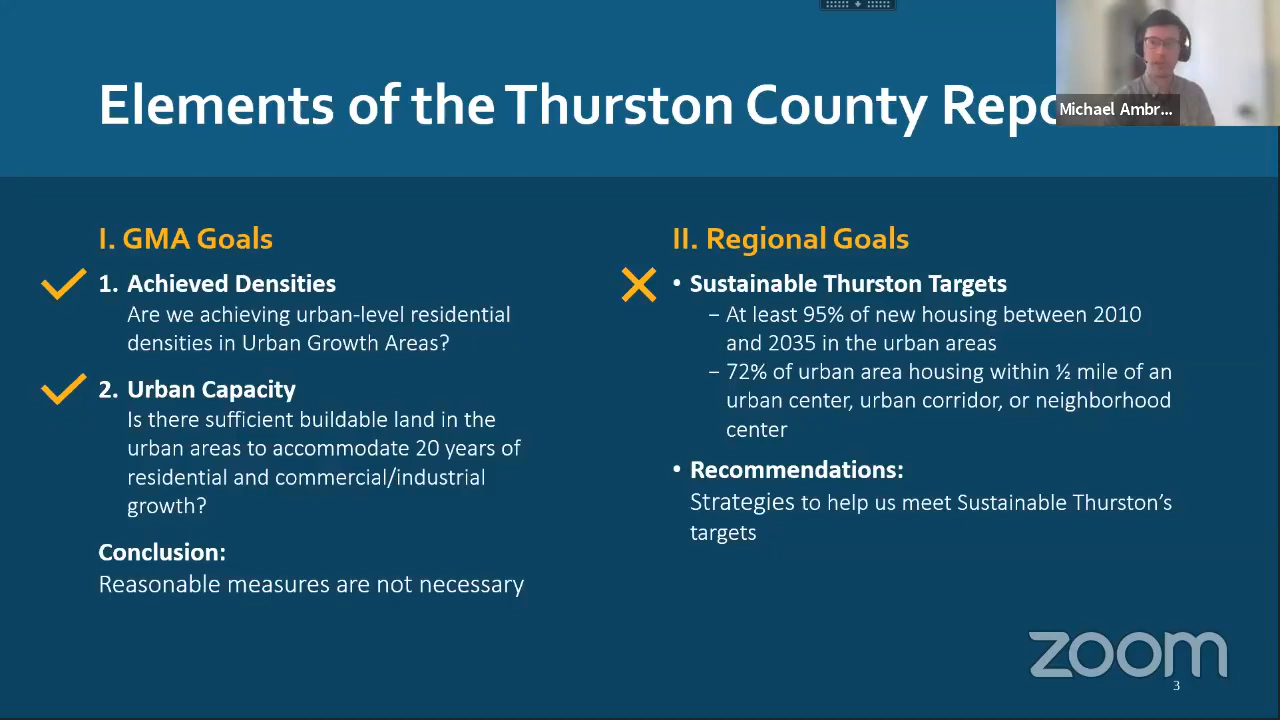 Elements of the Thurston County Repo
Michael Ambr...
I. GMA Goals
1. Achieved Densities
Are we achieving urban-level residential
densities in Urban Growth Areas?
2. Urban Capacity
Is there sufficient buildable land in the
urban areas to accommodate 20 years of
residential and commercial/industrial
growth?
Conclusion:
Reasonable measures are not necessary
II. Regional Goals
• Sustainable Thurston Targets
– At least 95% of new housing between 2010
and 2035 in the urban areas
– 72% of urban area housing within ½ mile of an
urban center, urban corridor, or neighborhood
center
• Recommendations:
Strategies to help us meet Sustainable Thurston’s
targets
zoom
3